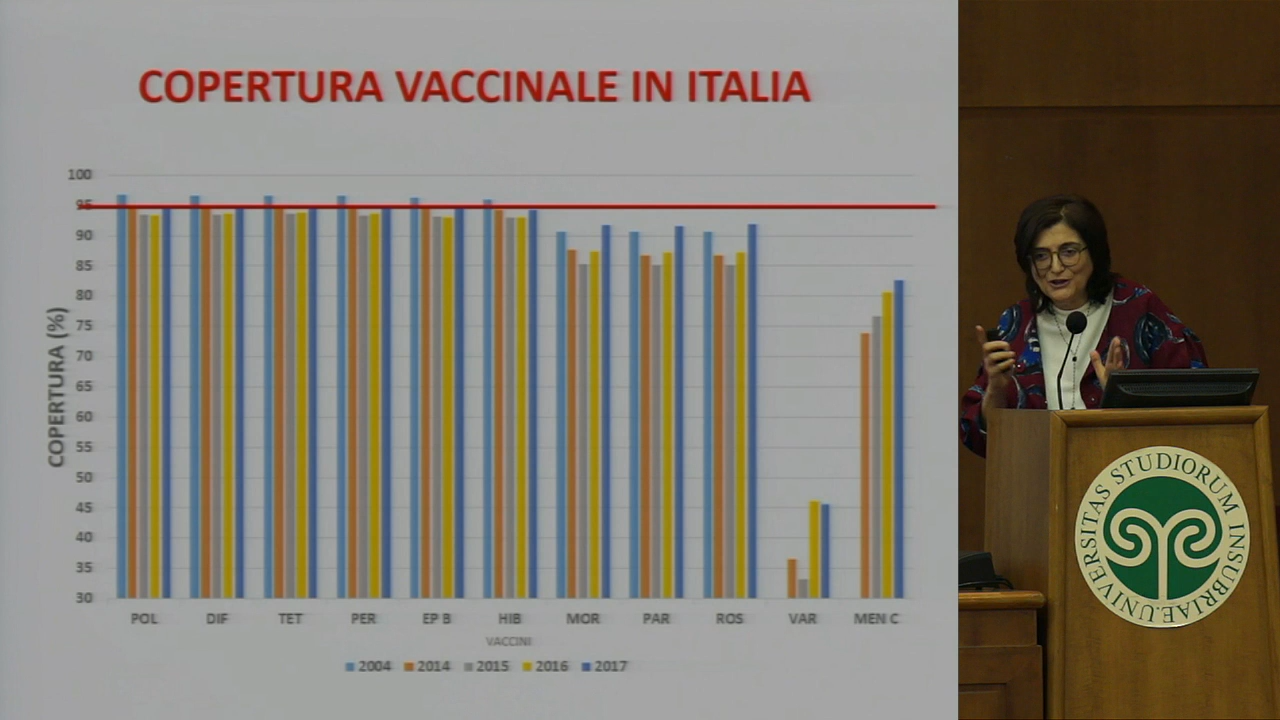 COPERTURA VACCINALE IN ITALIA
100
95
90
85
80
75
70
65
60
55
50
45
40
35
30
COPERTURA (%)
POL DIF TET PER EP B HIB MOR PAR ROS VAR MEN C
VACCINI
2004 2014 2015 2016 2017
UNIVERSITAS STUDIORUM INSUBRIAE